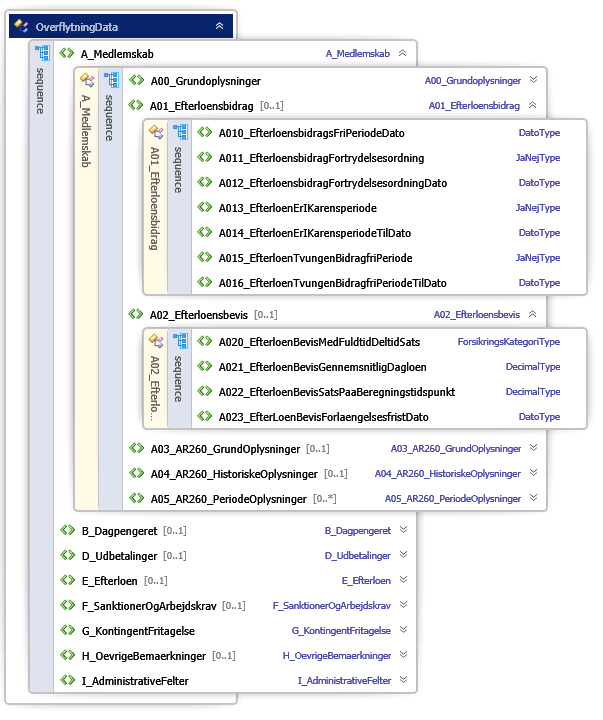 OverflytningData
sequence
A_Medlemskab A_Medlemskab
A_Medlemskab
sequence
A00_Grundoplysninger A00_Grundoplysninger
A01_Efterloensbidrag [0..1] A01_Efterloensbidrag
A01_Efterloensbidrag
sequence
A010_EfterloensbidragsFriPeriodeDato DatoType
A011_EfterloensbidragFortrydelsesordning JaNejType
A012_EfterloensbidragFortrydelsesordningDato DatoType
A013_EfterloenErIKarensperiode JaNejType
A014_EfterloenErIKarensperiodeTilDato DatoType
A015_EfterloenTvungenBidragfriPeriode JaNejType
A016_EfterloenTvungenBidragfriPeriodeTilDato DatoType
A02_Efterloensbevis [0..1] A02_Efterloensbevis
A02_Efterlo...
sequence
A020_EfterloenBevisMedFuldtidDeltidSats ForsikringsKategoriType
A021_EfterloenBevisGennemsnitligDagloen DecimalType
A022_EfterloenBevisSatsPaaBeregningstidspunkt DecimalType
A023_EfterLoenBevisForlaengelsesfristDato DatoType
A03_AR260_GrundOplysninger [0..1] A03_AR260_GrundOplysninger
A04_AR260_HistoriskeOplysninger [0..1] A04_AR260_HistoriskeOplysninger
A05_AR260_PeriodeOplysninger [0..*] A05_AR260_PeriodeOplysninger
B_Dagpengeret [0..1] B_Dagpengeret
D_Udbetalinger [0..1] D_Udbetalinger
E_Efterloen [0..1] E_Efterloen
F_SanktionerOgArbejdskrav [0..1] F_SanktionerOgArbejdskrav
G_KontingentFritagelse G_KontingentFritagelse
H_OevrigeBemaerkninger [0..1] H_OevrigeBemaerkninger
I_AdministrativeFelter I_AdministrativeFelter